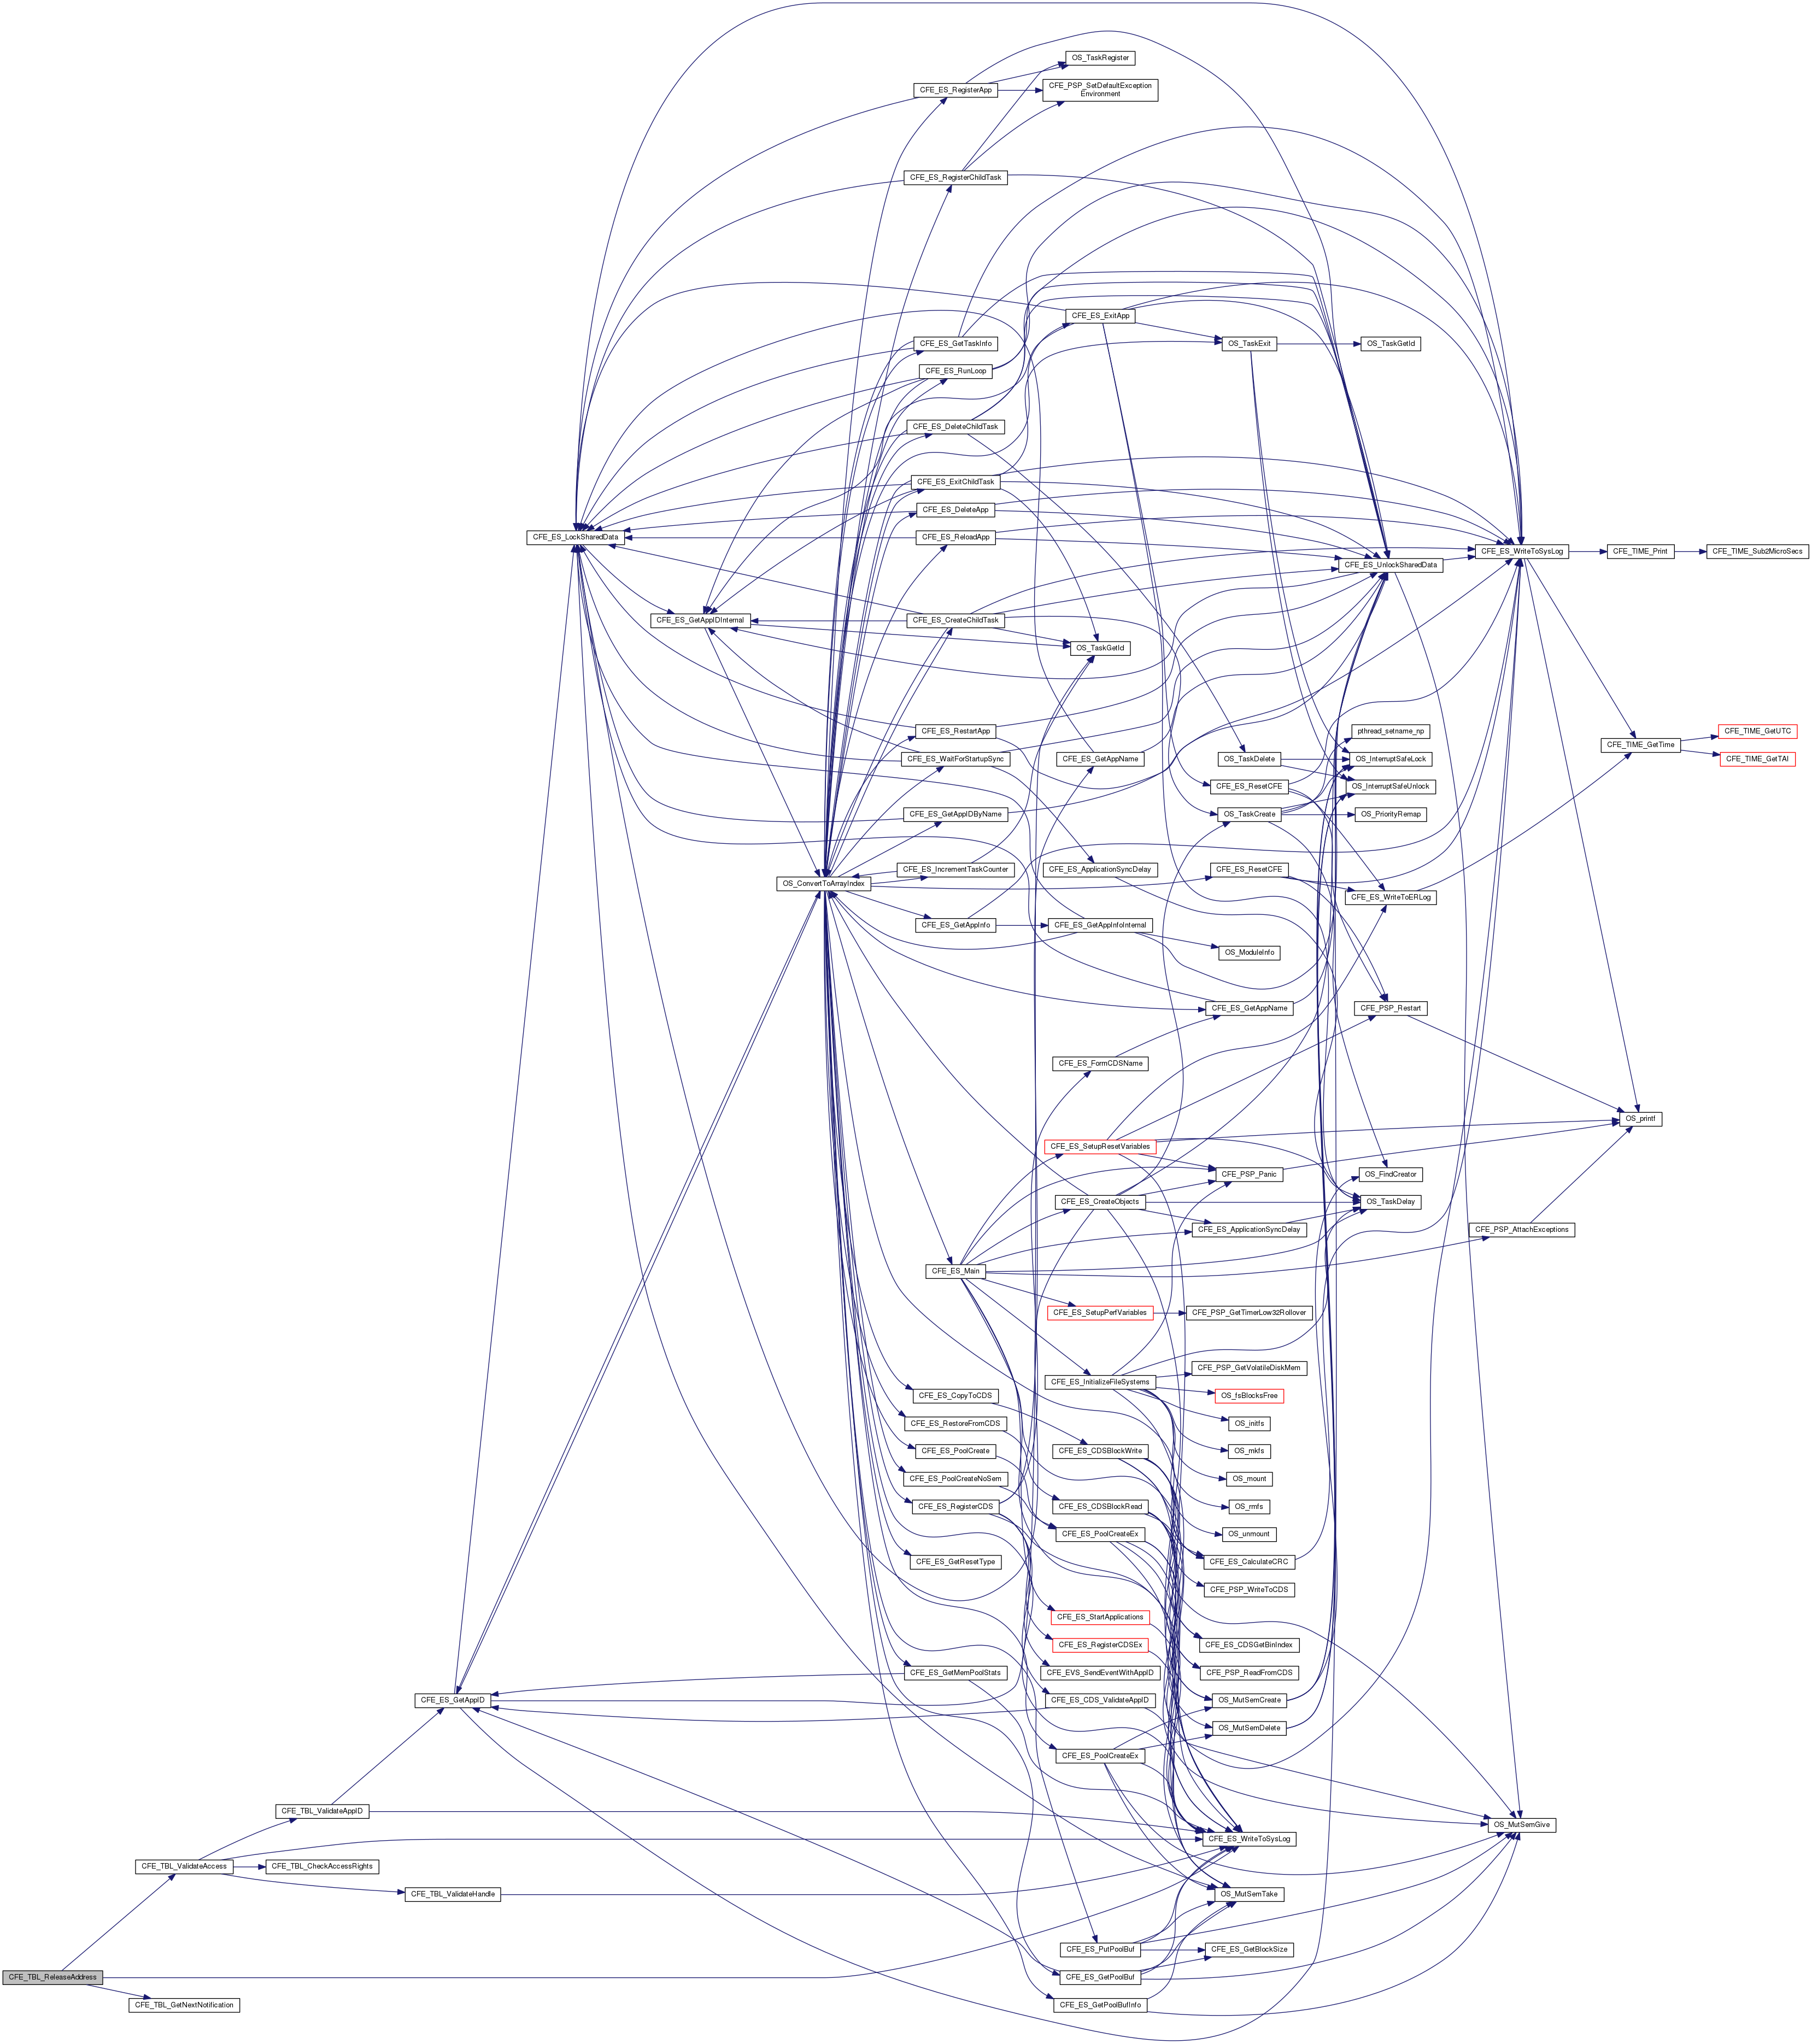 OS_TaskRegister
CFE_ES_RegisterApp
CFE_PSP_SetDefaultException
Environment
CFE_ES_RegisterChildTask
CFE_ES_ExitApp
CFE_ES_GetTaskInfo
OS_TaskExit
OS_TaskGetId
CFE_ES_RunLoop
CFE_ES_DeleteChildTask
CFE_ES_ExitChildTask
CFE_ES_DeleteApp
CFE_ES_LockSharedData
CFE_ES_ReloadApp
CFE_ES_WriteToSysLog
CFE_TIME_Print
CFE_TIME_Sub2MicroSecs
CFE_ES_UnlockSharedData
CFE_ES_GetAppIDInternal
CFE_ES_CreateChildTask
OS_TaskGetId
CFE_ES_RestartApp
pthread_setname_np
CFE_TIME_GetUTC
CFE_TIME_GetTime
CFE_ES_WaitForStartupSync
CFE_ES_GetAppName
OS_TaskDelete
OS_InterruptSafeLock
CFE_TIME_GetTAI
CFE_ES_ResetCFE
OS_InterruptSafeUnlock
CFE_ES_GetAppIDByName
OS_TaskCreate
OS_PriorityRemap
CFE_ES_IncrementTaskCounter
CFE_ES_ApplicationSyncDelay
CFE_ES_ResetCFE
OS_ConvertToArrayIndex
CFE_ES_WriteToERLog
CFE_ES_GetAppInfo
CFE_ES_GetAppInfoInternal
OS_ModuleInfo
CFE_ES_GetAppName
CFE_PSP_Restart
CFE_ES_FormCDSName
OS_printf
CFE_ES_SetupResetVariables
CFE_PSP_Panic
OS_FindCreator
CFE_ES_CreateObjects
OS_TaskDelay
CFE_ES_ApplicationSyncDelay
CFE_PSP_AttachExceptions
CFE_ES_Main
CFE_ES_SetupPerfVariables
CFE_PSP_GetTimerLow32Rollover
CFE_PSP_GetVolatileDiskMem
CFE_ES_InitializeFileSystems
CFE_ES_CopyToCDS
OS_fsBlocksFree
CFE_ES_RestoreFromCDS
OS_initfs
CFE_ES_PoolCreate
CFE_ES_CDSBlockWrite
OS_mkfs
CFE_ES_PoolCreateNoSem
OS_mount
CFE_ES_RegisterCDS
CFE_ES_CDSBlockRead
OS_rmfs
CFE_ES_PoolCreateEx
OS_unmount
CFE_ES_GetResetType
CFE_ES_CalculateCRC
CFE_PSP_WriteToCDS
CFE_ES_StartApplications
CFE_ES_RegisterCDSEx
CFE_ES_CDSGetBinIndex
CFE_ES_GetMemPoolStats
CFE_EVS_SendEventWithAppID
CFE_PSP_ReadFromCDS
CFE_ES_GetAppID
CFE_ES_CDS_ValidateAppID
OS_MutSemCreate
OS_MutSemDelete
CFE_ES_PoolCreateEx
CFE_TBL_ValidateAppID
OS_MutSemGive
CFE_ES_WriteToSysLog
CFE_TBL_ValidateAccess
CFE_TBL_CheckAccessRights
CFE_TBL_ValidateHandle
OS_MutSemTake
CFE_ES_PutPoolBuf
CFE_ES_GetBlockSize
CFE_TBL_ReleaseAddress
CFE_ES_GetPoolBuf
CFE_TBL_GetNextNotification
CFE_ES_GetPoolBufInfo